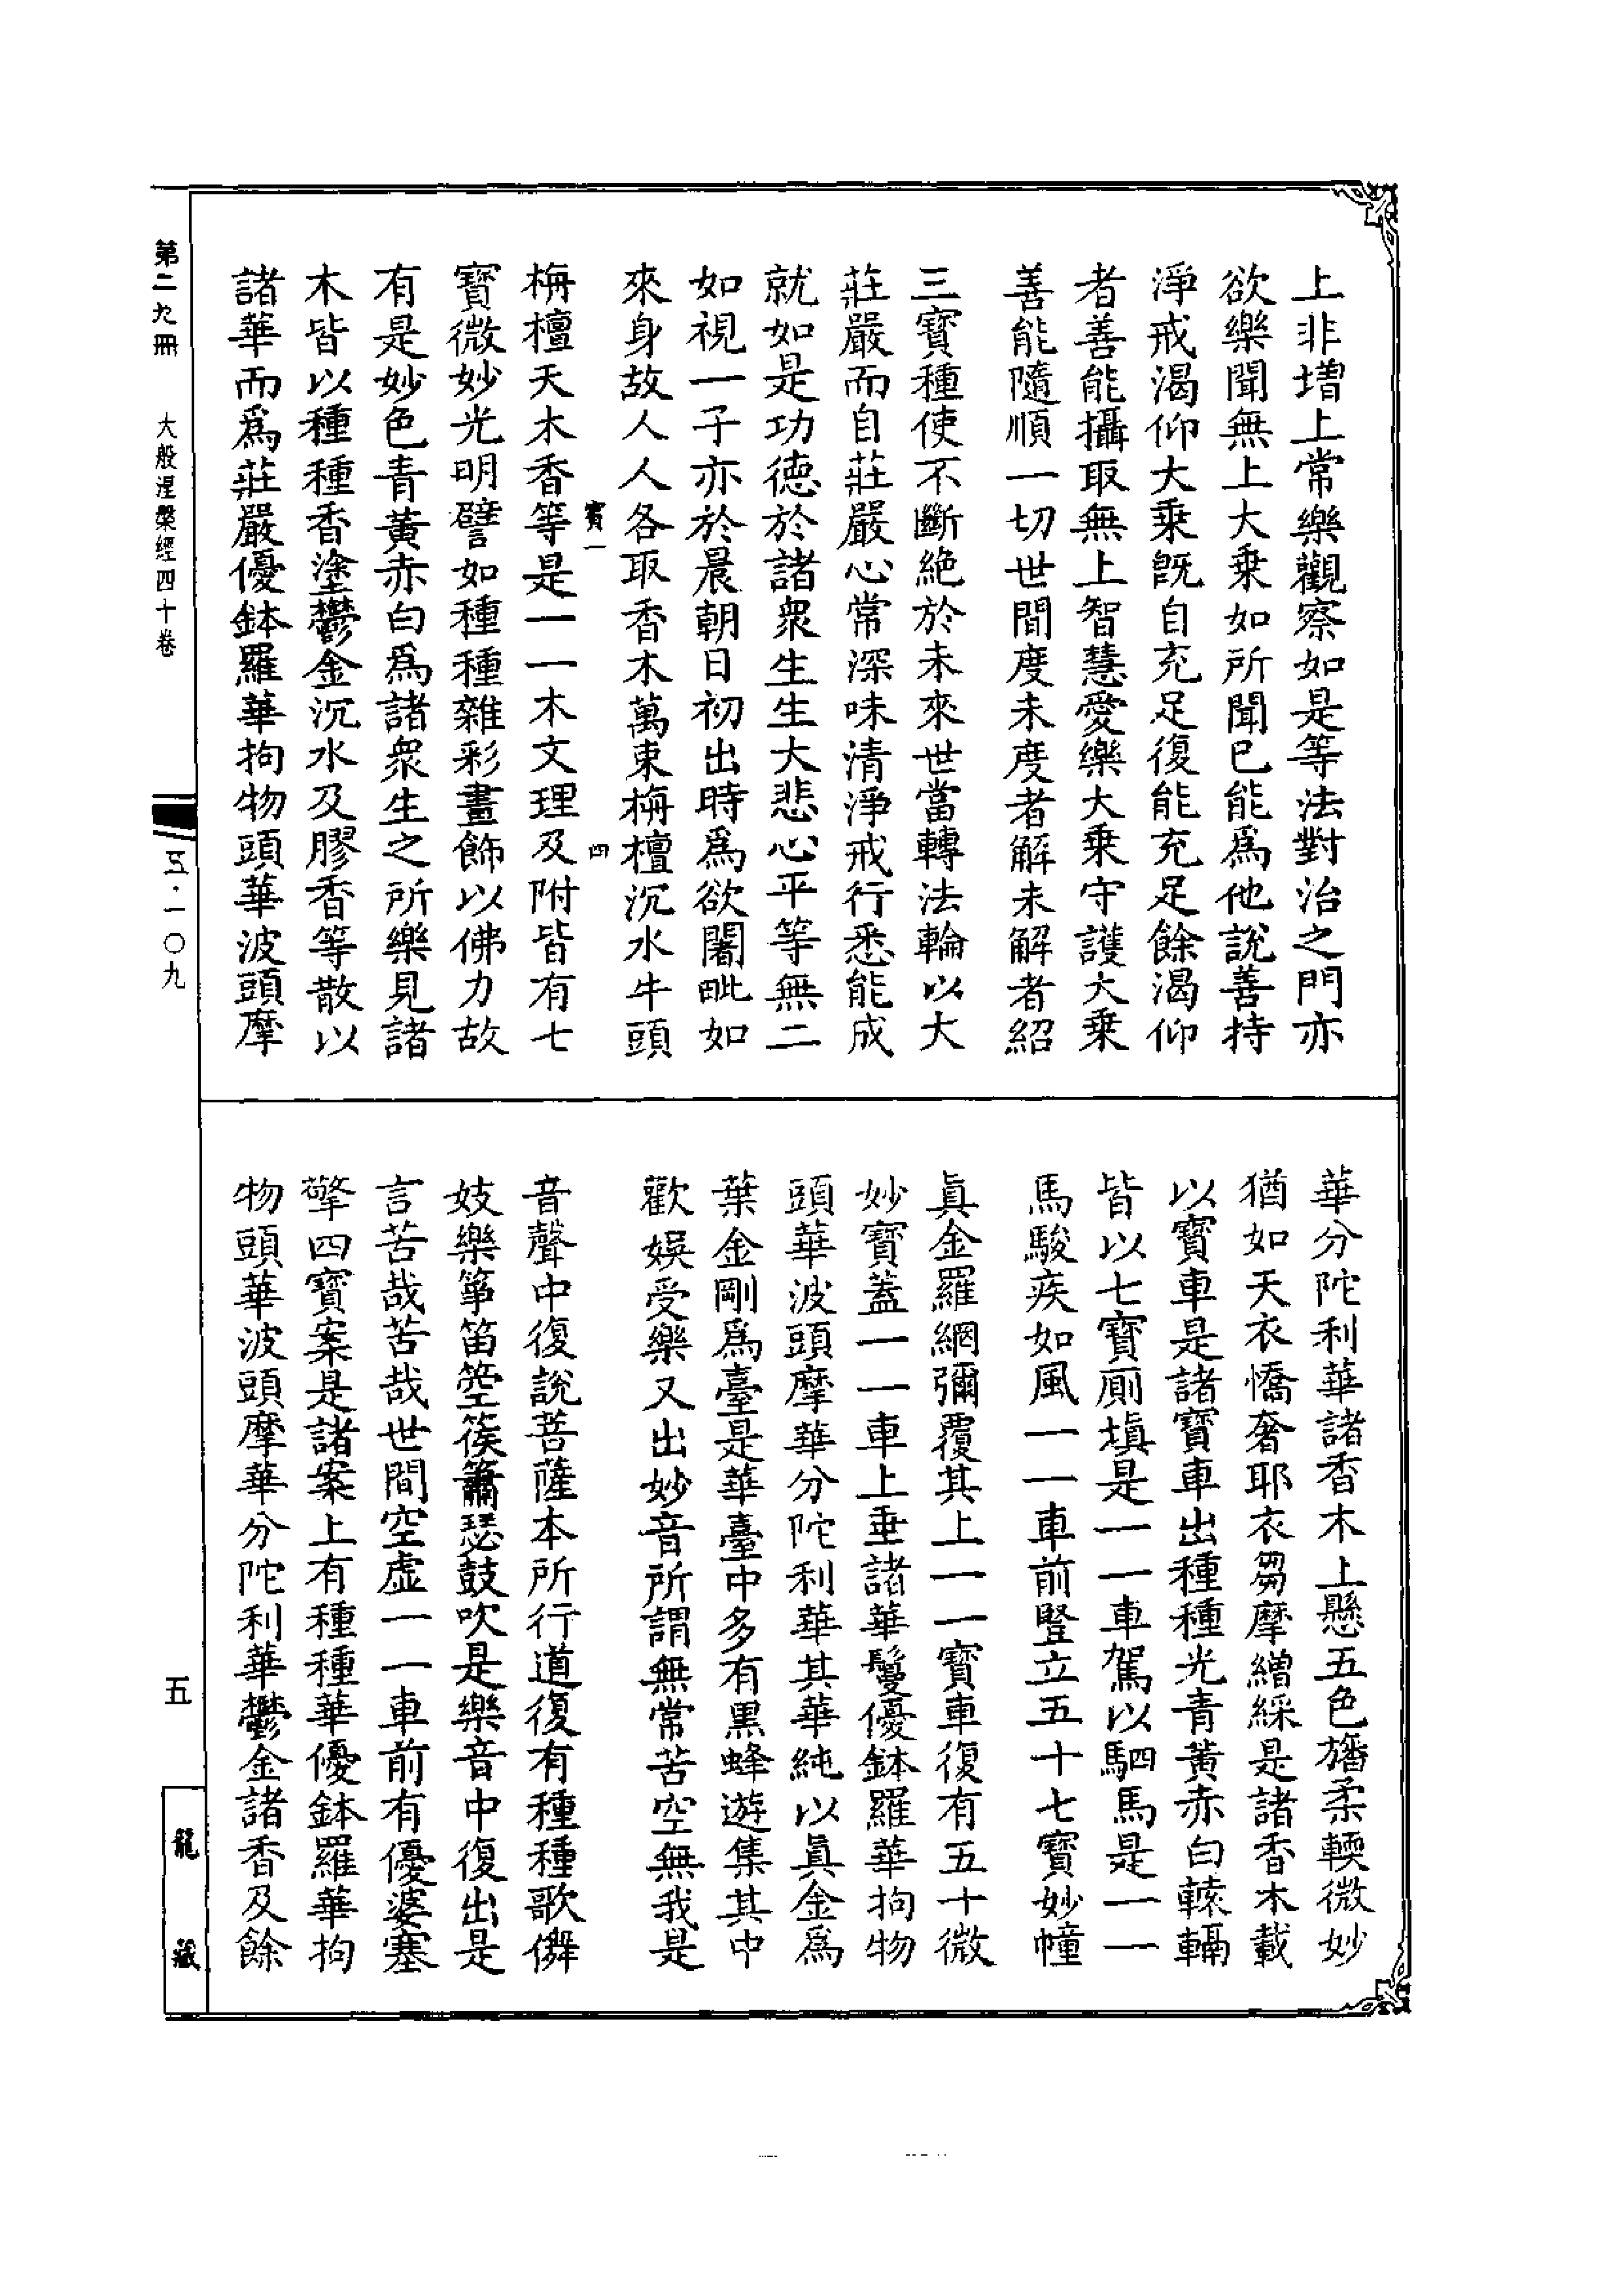 上非增上常樂觀察如是等法對治之門亦
欲樂聞無上大乘如所聞已能爲他說善持
淨戒渴仰大乘旣自充足復能充足餘渴仰
者善能攝取無上智慧愛樂大乘守護大乘
善能隨順一切世間度未度者解未解者紹
三寶種使不斷絶於未來世當轉法輪以大
莊嚴而自莊嚴心常深味清淨戒行悉能成
就如是功德於諸衆生生大悲心平等無二
如視一子亦於晨朝日初出時爲欲闍毗如
來身故人人各取香木萬束栴檀沉水牛頭
寶一
四
栴檀天木香等是一一木文理及附皆有七
寶微妙光明譬如種種雜彩畫飾以佛力故
有是妙色青黃赤白爲諸衆生之所樂見諸
木皆以種種香塗鬱金沉水及膠香等散以
諸華而爲莊嚴優鉢羅華拘物頭華波頭摩
華分陀利華諸香木上懸五色旛柔輭微妙
猶如天衣憍奢耶衣芻摩繒綵是諸香木載
以寶車是諸寶車出種種光青黃赤白轅輻
皆以七寶厠塡是一一車駕以駟馬是一一
馬駿疾如風一一車前竪立五十七寶妙幢
眞金羅網彌覆其上一一寶車復有五十微
妙寶蓋一一車上垂諸華鬘優鉢羅華拘物
頭華波頭摩華分陀利華其華純以眞金爲
葉金剛爲臺是華臺中多有黑蜂遊集其中
歡娛受樂又出妙音所謂無常苦空無我是
音聲中復說菩薩本所行道復有種種歌儛
妓樂箏笛箜篌簫瑟鼓吹是樂音中復出是
言苦哉苦哉世間空虛一一車前有優婆塞
擎四寶案是諸案上有種種華優鉢羅華拘
物頭華波頭摩華分陀利華鬱金諸香及餘
第二九冊
大般涅槃經四十卷
五·一〇九
五
龍藏